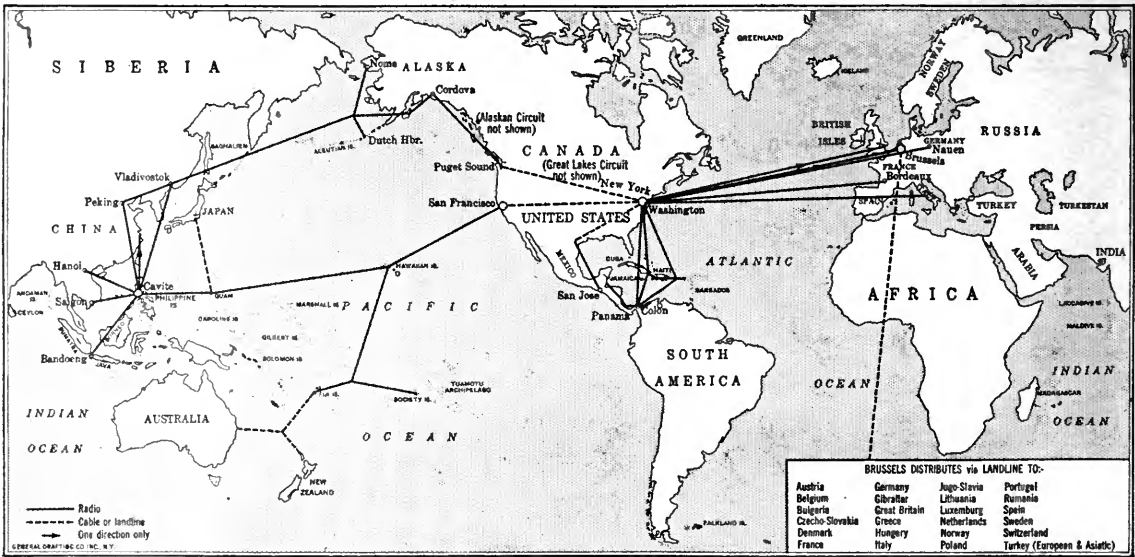 GREENLAND
ICELAND
NORWAY
SWEDEN
SIBERIA
Nome
ALASKA
Cordova
(Alaskan Circuit
not shown)
BRITISH
ISLES
RUSSIA
GERMANY
Nauen
Brussels
SAGHALIEN
ALEUTIAN IS.
Dutch Hbr.
CANADA
(Great Lakes Circuit
not shown)
Puget Sound
FRANCE
Bordeaux
Vladivostok
New York
Peking
JAPAN
San Francisco
UNITED STATES
Washington
SPAIN
TURKEY
TURKESTAN
CHINA
PERSIA
INDIA
ARABIA
MEXICO
CUBA
HAITI
JAMAICA
ATLANTIC
Hanoi
HAWAIIAN IS.
Cavite
PHILIPPINE
IS.
GUAM
ANDAMAN
IS.
CEYLON
Saigon
MARSHALL IS.
PACIFIC
San Jose
BARBADOS
Panama
Colón
AFRICA
LACCADIVE IS.
MALDIVE IS.
CAROLINE IS.
GILBERT IS.
SOLOMON IS.
SUMATRA
Bandoeng
JAVA
SOUTH
AMERICA
FIJI IS.
SOCIETY IS.
TUAMOTU
ARCHIPELAGO
OCEAN
INDIAN
OCEAN
MADAGASCAR
INDIAN
OCEAN
AUSTRALIA
OCEAN
NEW
ZEALAND
FALKLAND IS.
Radio
Cable or landline
One direction only
GENERAL DRAFTING CO INC. N.Y.
BRUSSELS DISTRIBUTES via LANDLINE TO:-
Austria Germany Jugo-Slavia Portugal
Belgium Gibraltar Lithuania Rumania
Bulgaria Great Britain Luxemburg Spain
Czecho-Slovakia Greece Netherlands Sweden
Denmark Hungary Norway Switzerland
France Italy Poland Turkey (European & Asiatic)